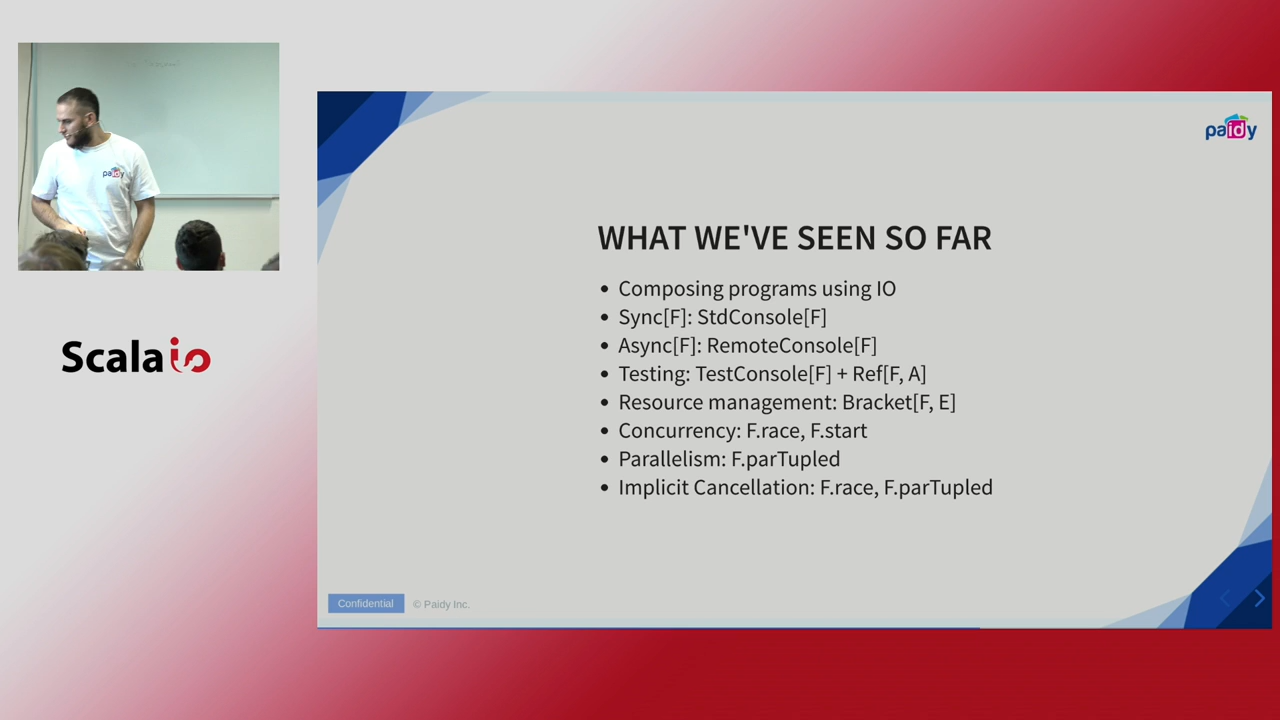 paidy
paidy
WHAT WE'VE SEEN SO FAR
• Composing programs using IO
• Sync[F]: StdConsole[F]
• Async[F]: RemoteConsole[F]
• Testing: TestConsole[F] + Ref[F, A]
• Resource management: Bracket[F, E]
• Concurrency: F.race, F.start
• Parallelism: F.parTupled
• Implicit Cancellation: F.race, F.parTupled
Scala io
Confidential © Paidy Inc.